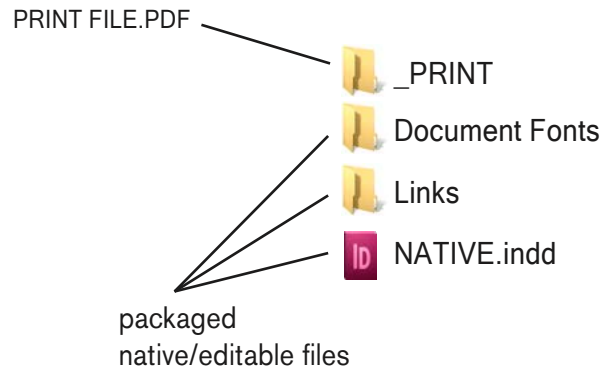 PRINT FILE.PDF
_PRINT
Document Fonts
Links
ID NATIVE.indd
packaged
native/editable files